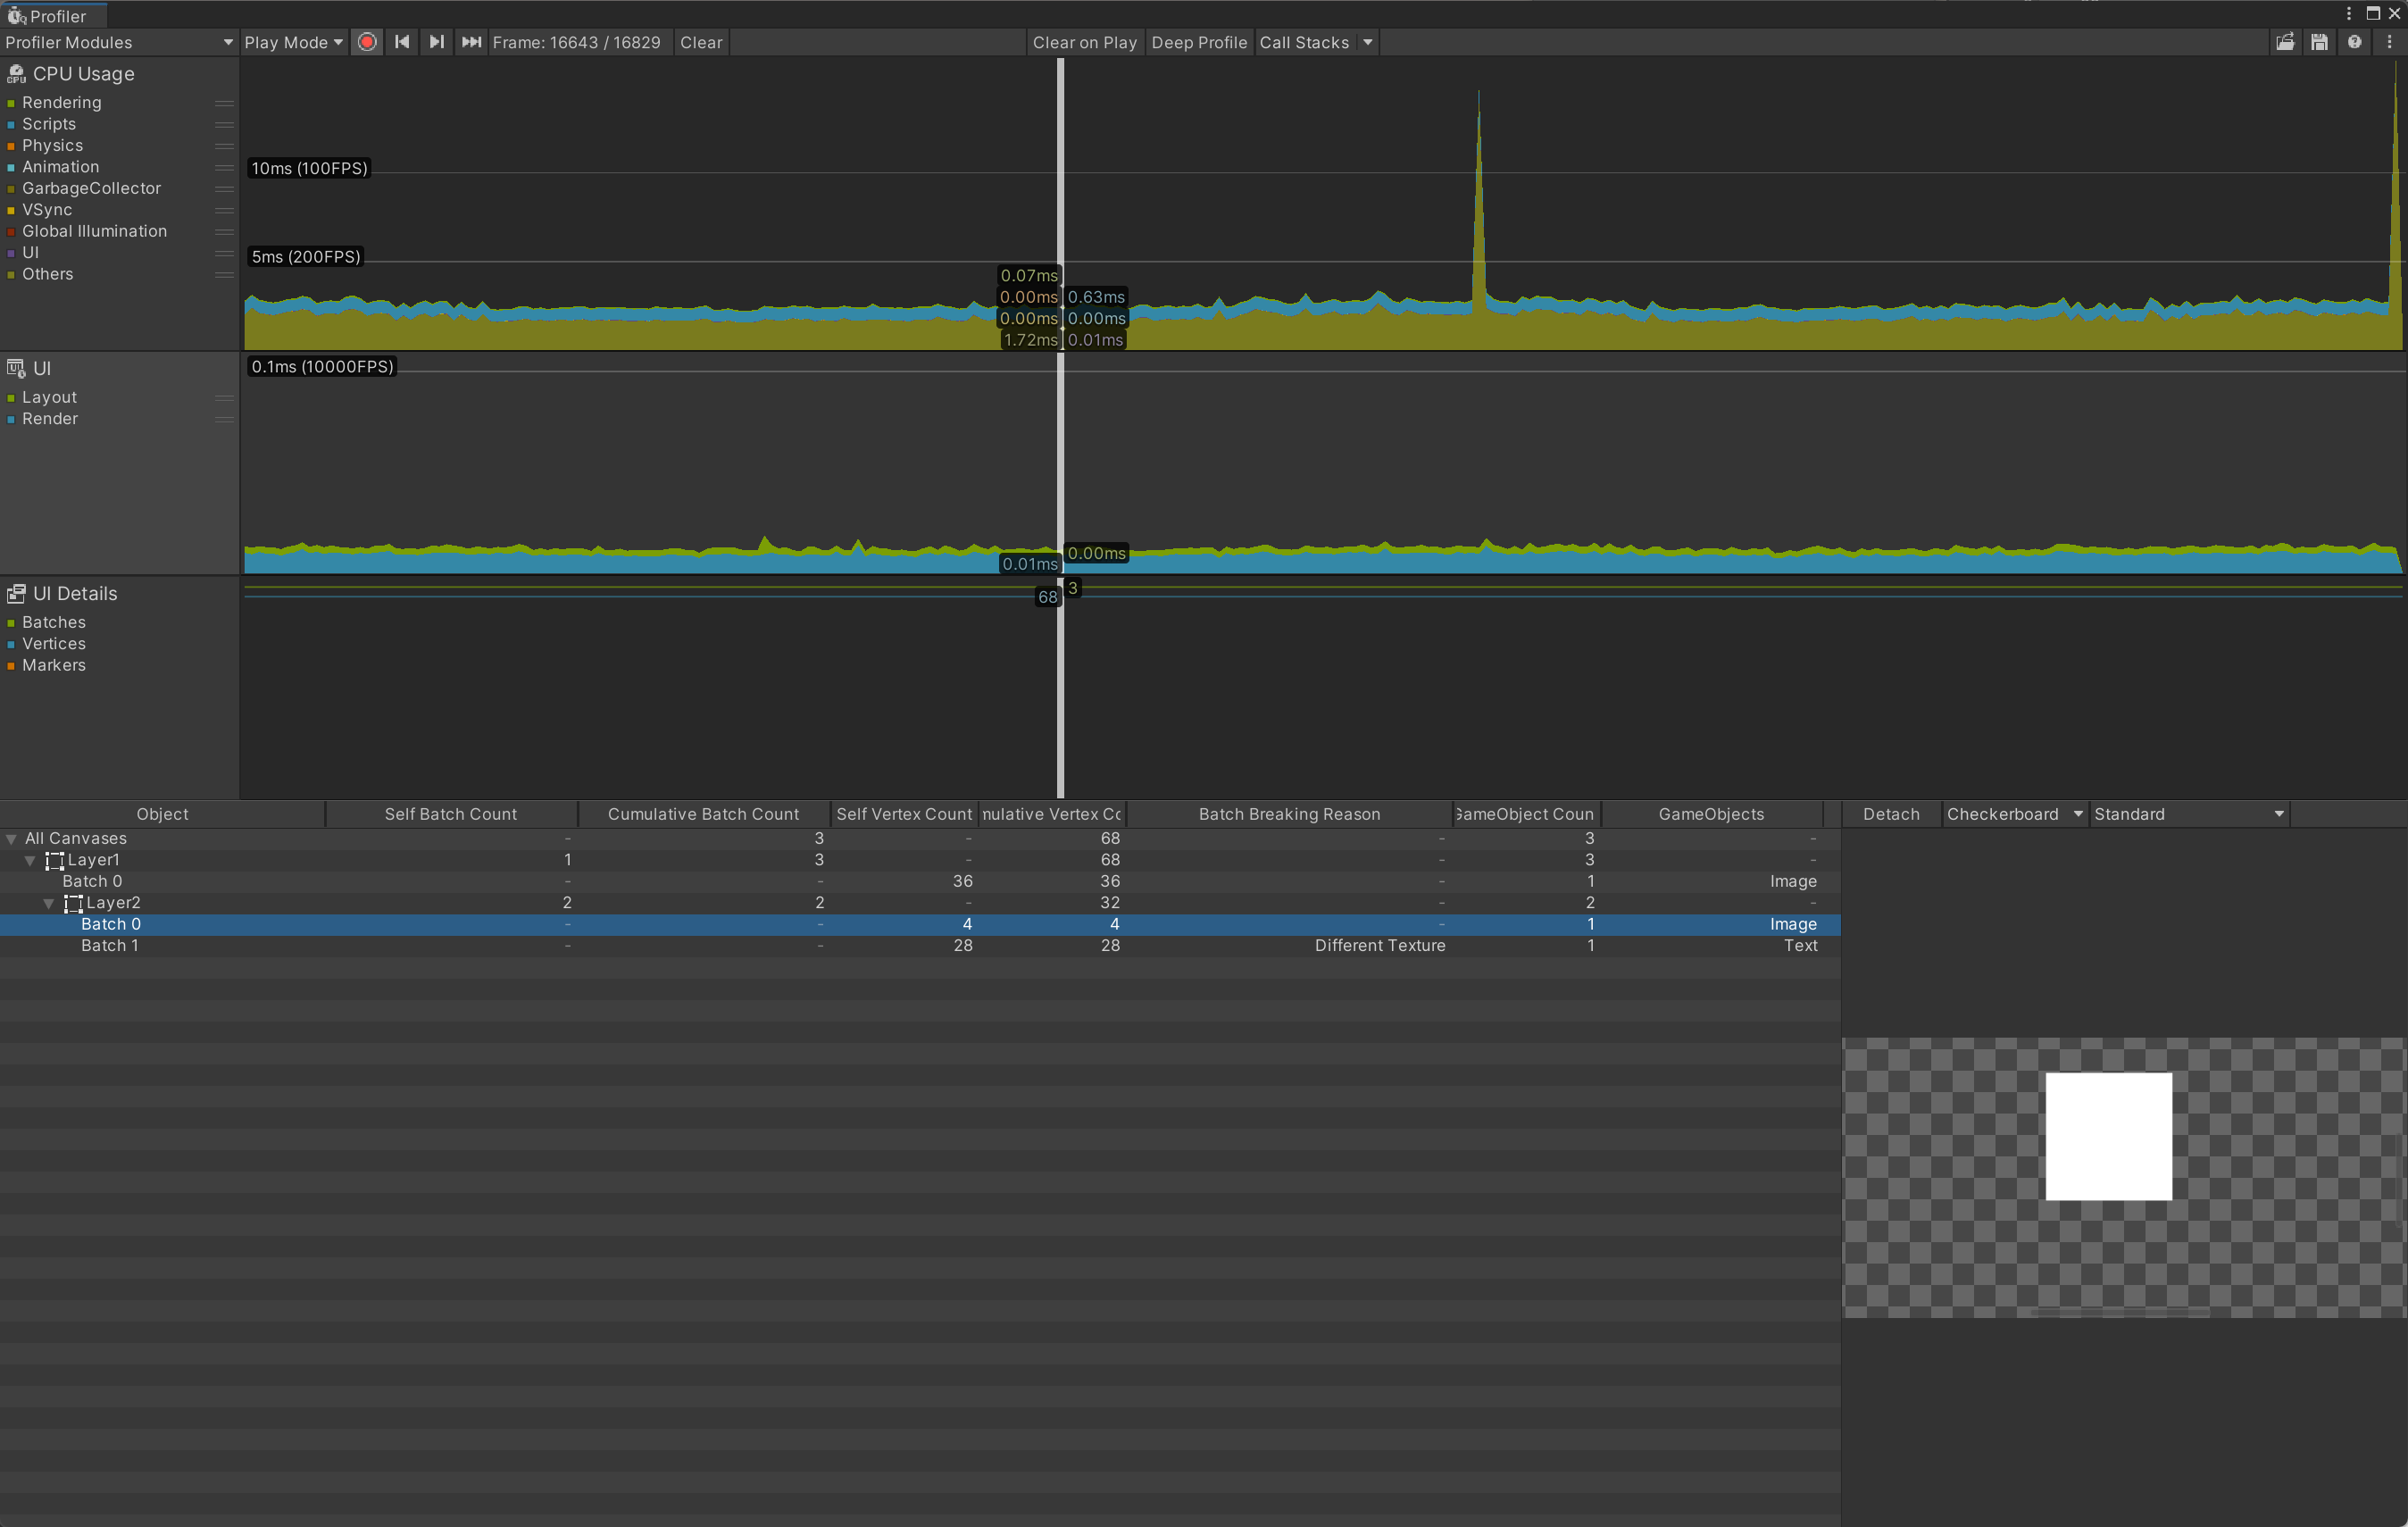 Profiler
Profiler Modules Play Mode Frame: 16643 / 16829 Clear Clear on Play Deep Profile Call Stacks
CPU Usage
Rendering
Scripts
Physics
Animation
GarbageCollector
VSync
Global Illumination
UI
Others
10ms (100FPS)
5ms (200FPS)
0.07ms
0.00ms 0.63ms
0.00ms 0.00ms
1.72ms 0.01ms
UI
Layout
Render
0.1ms (10000FPS)
0.00ms
0.01ms
UI Details
Batches
Vertices
Markers
3
68
Object Self Batch Count Cumulative Batch Count Self Vertex Count nulative Vertex Co Batch Breaking Reason GameObject Coun GameObjects Detach Checkerboard Standard
All Canvases - 3 - 68 - 3 -
Layer1 1 3 - 68 - 3 -
Batch 0 - - 36 36 - 1 Image
Layer2 2 2 - 32 - 2 -
Batch 0 - - 4 4 - 1 Image
Batch 1 - - 28 28 Different Texture 1 Text